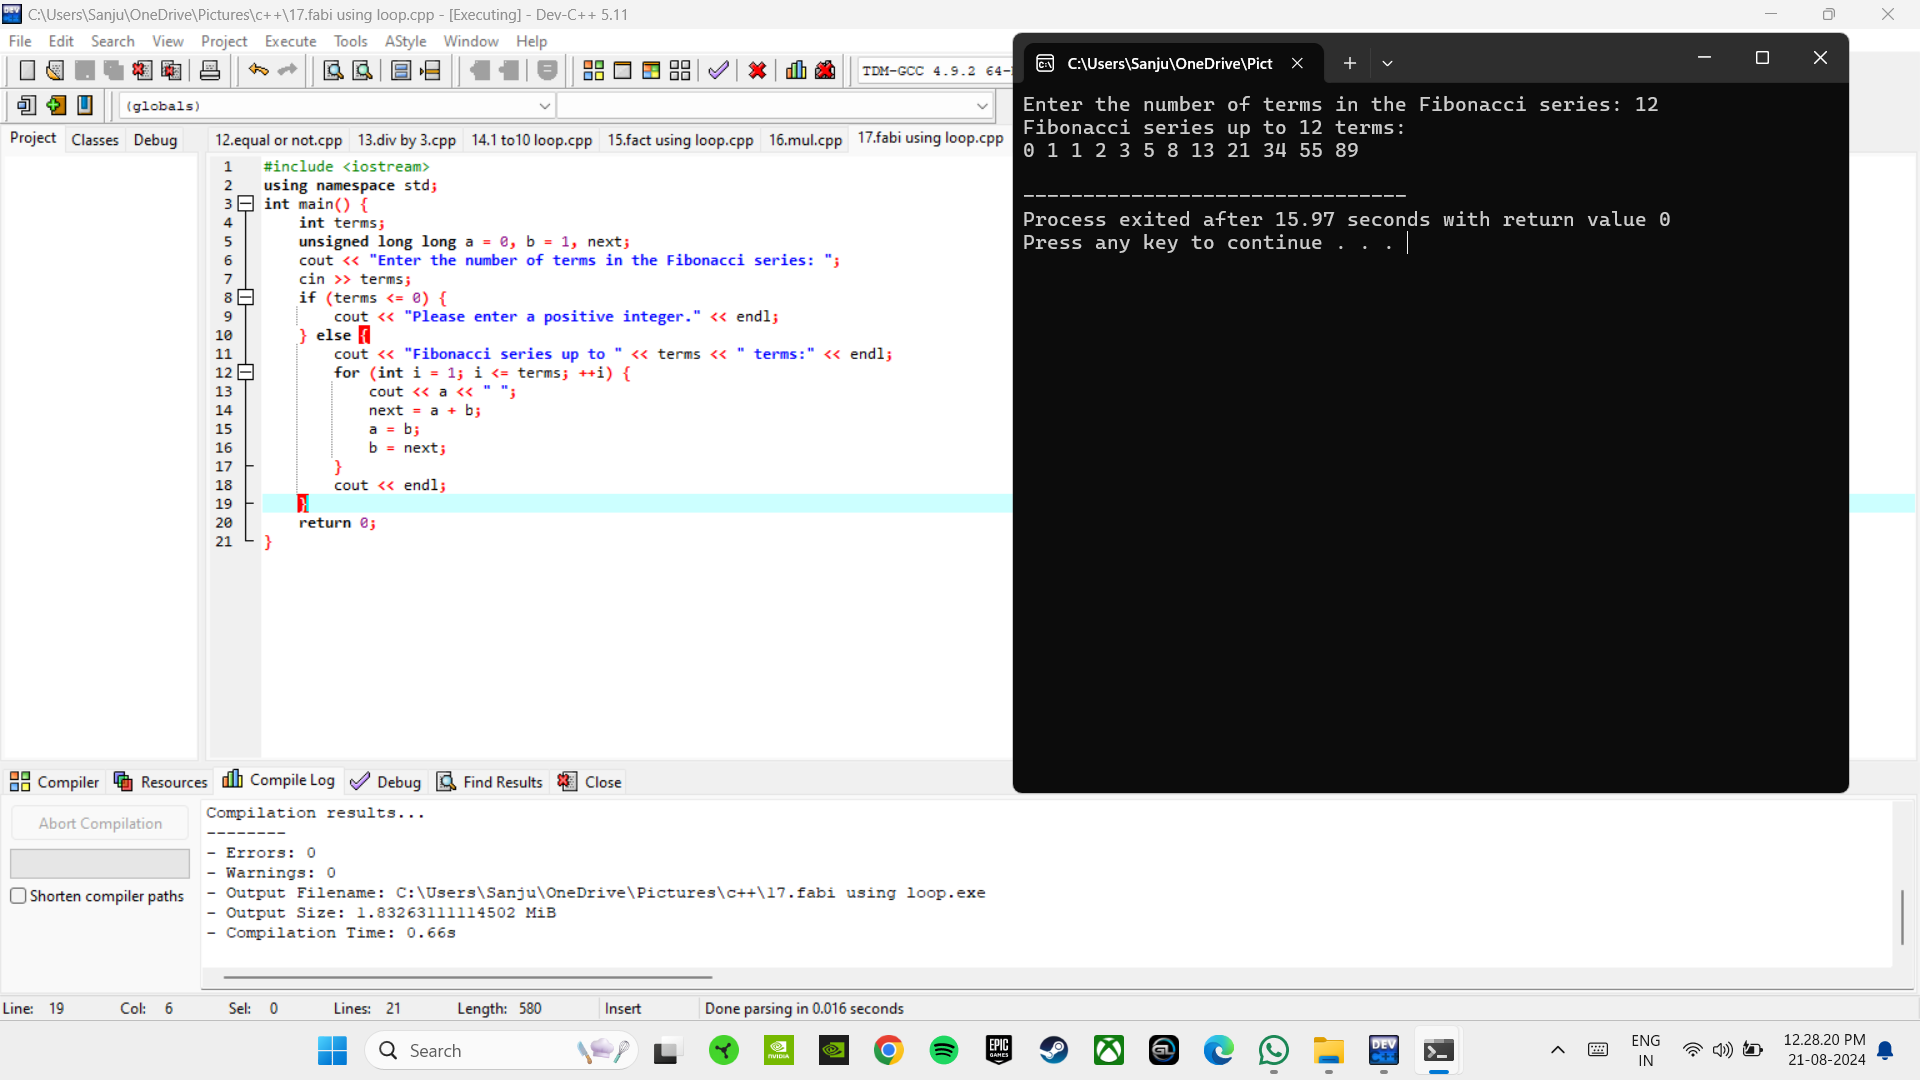 C:\Users\Sanju\OneDrive\Pictures\c++\17.fabi using loop.cpp - [Executing] - Dev-C++ 5.11
File Edit Search View Project Execute Tools AStyle Window Help
TDM-GCC 4.9.2 64-
(globals)
Project Classes Debug
12.equal or not.cpp 13.div by 3.cpp 14.1 to10 loop.cpp 15.fact using loop.cpp 16.mul.cpp 17.fabi using loop.cpp
1 #include <iostream>
2 using namespace std;
3 int main() {
4 int terms;
5 unsigned long long a = 0, b = 1, next;
6 cout << "Enter the number of terms in the Fibonacci series: ";
7 cin >> terms;
8 if (terms <= 0) {
9 cout << "Please enter a positive integer." << endl;
10 } else {
11 cout << "Fibonacci series up to " << terms << " terms:" << endl;
12 for (int i = 1; i <= terms; ++i) {
13 cout << a << " ";
14 next = a + b;
15 a = b;
16 b = next;
17 }
18 cout << endl;
19 }
20 return 0;
21 }
C:\Users\Sanju\OneDrive\Pict
Enter the number of terms in the Fibonacci series: 12
Fibonacci series up to 12 terms:
0 1 1 2 3 5 8 13 21 34 55 89
--------------------------------
Process exited after 15.97 seconds with return value 0
Press any key to continue . . .
Compiler Resources Compile Log Debug Find Results Close
Abort Compilation
Shorten compiler paths
Compilation results...
--------
- Errors: 0
- Warnings: 0
- Output Filename: C:\Users\Sanju\OneDrive\Pictures\c++\17.fabi using loop.exe
- Output Size: 1.83263111114502 MiB
- Compilation Time: 0.66s
Line: 19 Col: 6 Sel: 0 Lines: 21 Length: 580 Insert Done parsing in 0.016 seconds
Search
EPIC GAMES
DEV C++
ENG
IN
12.28.20 PM
21-08-2024